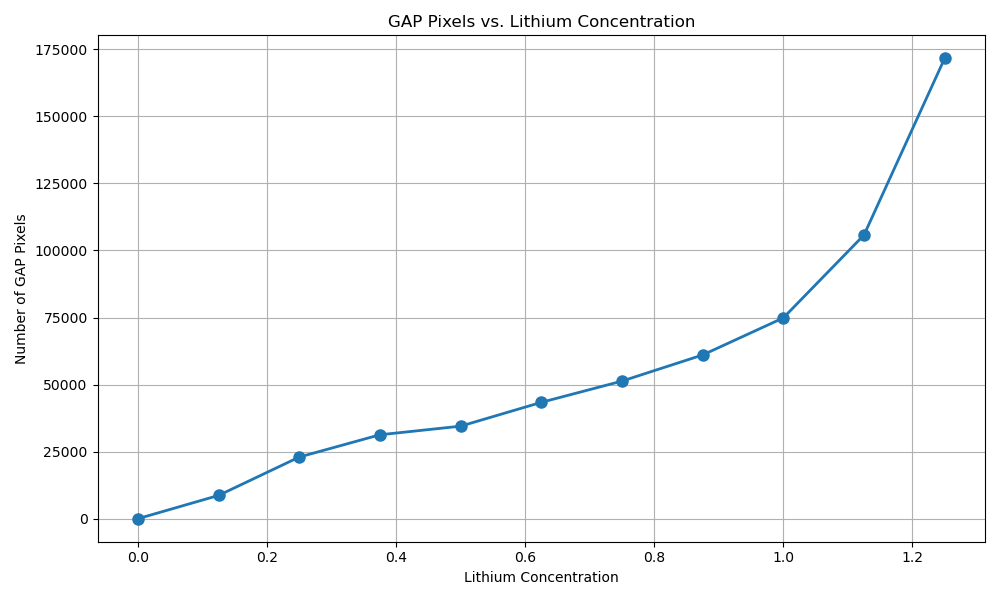 GAP Pixels vs. Lithium Concentration
175000
150000
125000
100000
75000
50000
25000
0
Number of GAP Pixels
0.0 0.2 0.4 0.6 0.8 1.0 1.2
Lithium Concentration